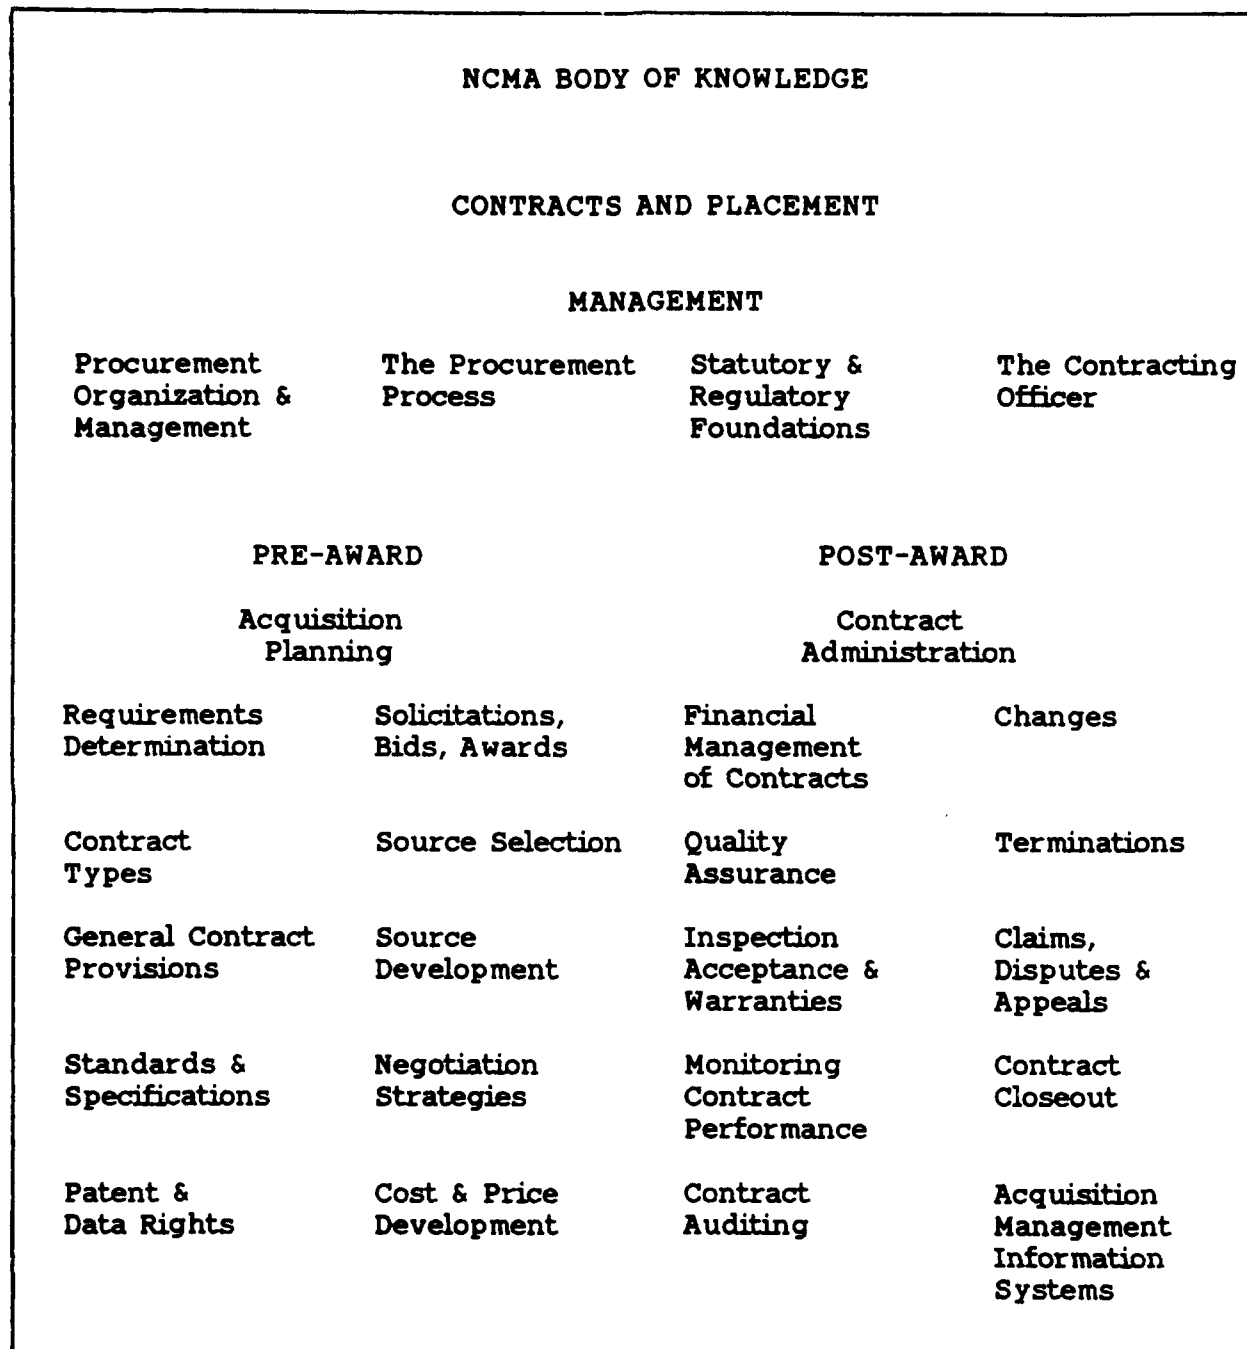 NCMA BODY OF KNOWLEDGE
CONTRACTS AND PLACEMENT
MANAGEMENT
Procurement The Procurement Statutory & The Contracting
Organization & Process Regulatory Officer
Management Foundations
PRE-AWARD POST-AWARD
Acquisition Contract
Planning Administration
Requirements Solicitations, Financial Changes
Determination Bids, Awards Management
of Contracts
Contract Source Selection Quality Terminations
Types Assurance
General Contract Source Inspection Claims,
Provisions Development Acceptance & Disputes &
Warranties Appeals
Standards & Negotiation Monitoring Contract
Specifications Strategies Contract Closeout
Performance
Patent & Cost & Price Contract Acquisition
Data Rights Development Auditing Management
Information
Systems